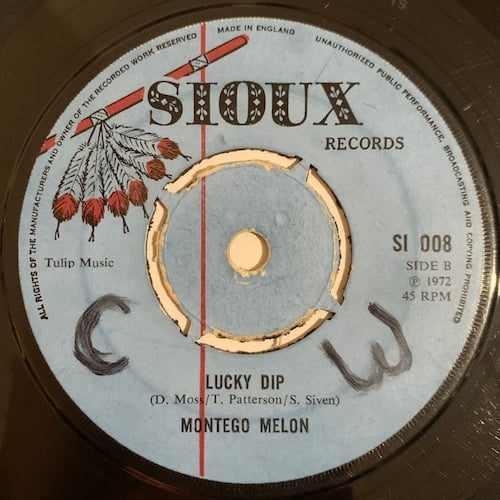 ALL RIGHTS OF THE MANUFACTURERS AND OWNER OF THE RECORDED WORK RESERVED
MADE IN ENGLAND
UNAUTHORIZED PUBLIC PERFORMANCE, BROADCASTING AND COPYING PROHIBITED
SIOUX
RECORDS
Tulip Music
SI 008
SIDE B
℗ 1972
45 RPM
C
W
LUCKY DIP
(D. Moss/T. Patterson/S. Siven)
MONTEGO MELON